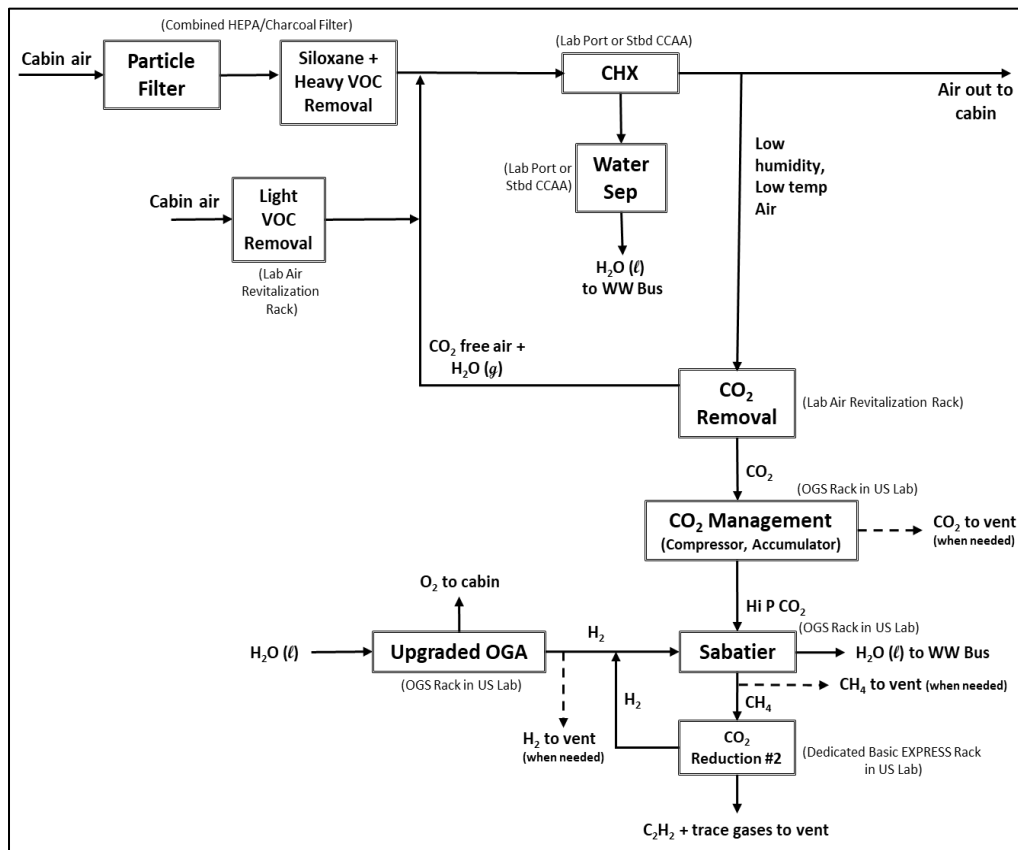 (Combined HEPA/Charcoal Filter)
Cabin air
Particle
Filter
Siloxane +
Heavy VOC
Removal
(Lab Port or Stbd CCAA)
CHX
Air out to
cabin
(Lab Port or
Stbd CCAA)
Water
Sep
Low
humidity,
Low temp
Air
Cabin air
Light
VOC
Removal
(Lab Air
Revitalization
Rack)
H₂O (ℓ)
to WW Bus
CO₂ free air +
H₂O (g)
CO₂
Removal
(Lab Air Revitalization Rack)
CO₂
(OGS Rack in US Lab)
CO₂ Management
(Compressor, Accumulator)
CO₂ to vent
(when needed)
O₂ to cabin
Hi P CO₂
(OGS Rack in US Lab)
H₂O (ℓ)
Upgraded OGA
H₂
Sabatier
H₂O (ℓ) to WW Bus
(OGS Rack in US Lab)
H₂
CH₄
CH₄ to vent (when needed)
H₂ to vent
(when needed)
CO₂
Reduction #2
(Dedicated Basic EXPRESS Rack
in US Lab)
C₂H₂ + trace gases to vent